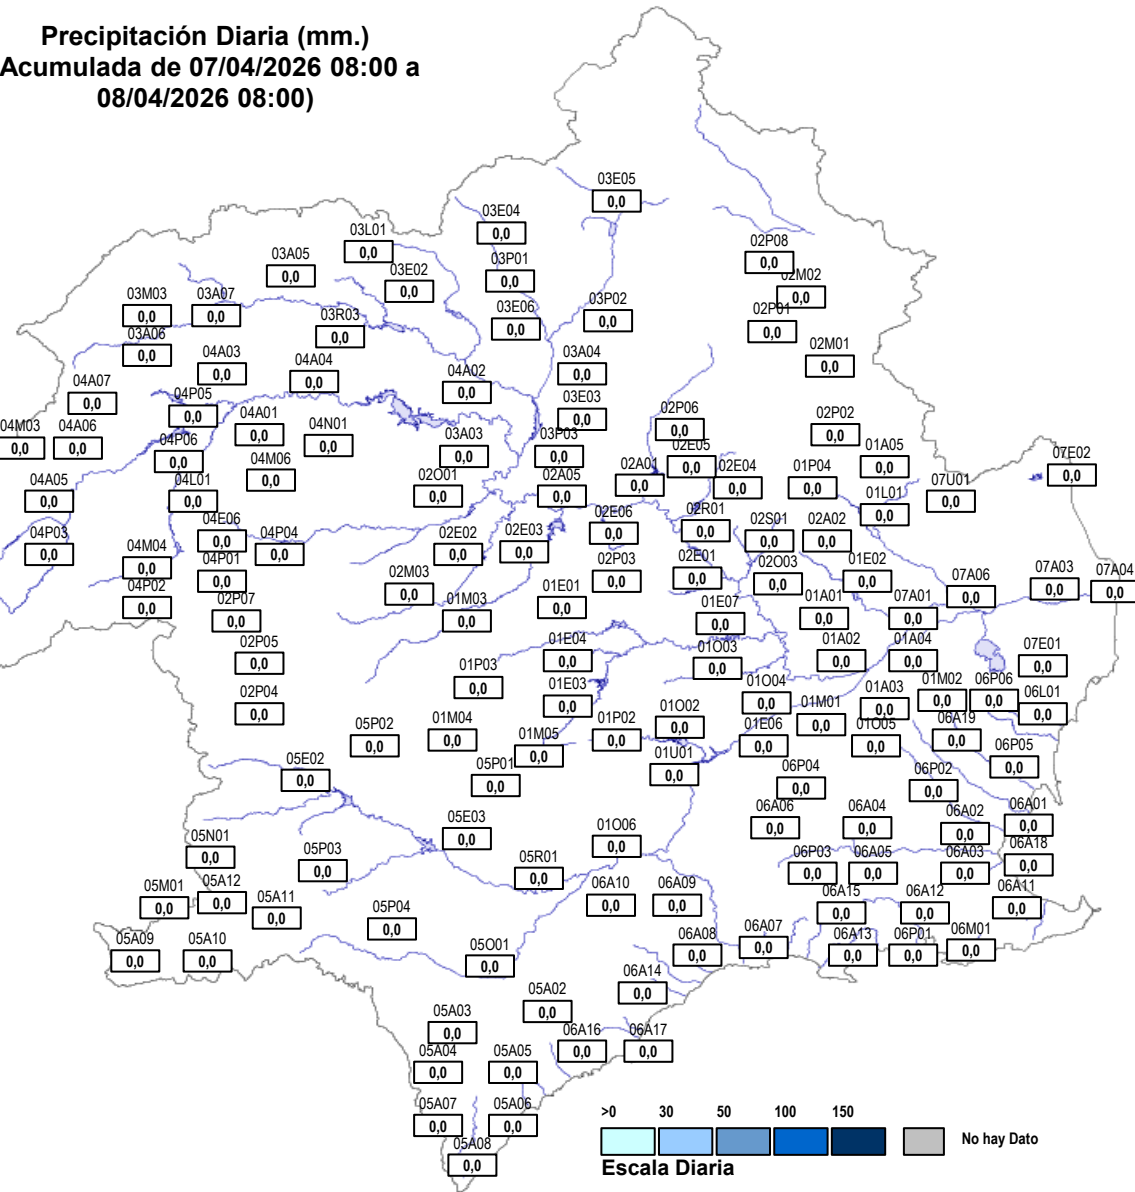 Precipitación Diaria (mm.)
Acumulada de 07/04/2026 08:00 a
08/04/2026 08:00)
03E05
0,0
03E04
0,0
03L01
0,0
02P08
0,0
03A05
0,0
03P01
0,0
03E02
0,0
02M02
0,0
03M03
0,0
03A07
0,0
03P02
0,0
03E06
0,0
02P01
0,0
03R03
0,0
03A06
0,0
02M01
0,0
04A03
0,0
04A04
0,0
03A04
0,0
04A02
0,0
04A07
0,0
04P05
0,0
03E03
0,0
02P06
0,0
02P02
0,0
04A01
0,0
04N01
0,0
04M03
0,0
04A06
0,0
03A03
0,0
03P03
0,0
04P06
0,0
02E05
0,0
01A05
0,0
07E02
0,0
04M06
0,0
02A01
0,0
02E04
0,0
01P04
0,0
02O01
0,0
02A05
0,0
04A05
0,0
04L01
0,0
07U01
0,0
01L01
0,0
02R01
0,0
02E06
0,0
04E06
0,0
02S01
0,0
02A02
0,0
04P03
0,0
04P04
0,0
02E02
0,0
02E03
0,0
04M04
0,0
04P01
0,0
02P03
0,0
02E01
0,0
02O03
0,0
01E02
0,0
07A03
0,0
07A04
0,0
02M03
0,0
07A06
0,0
04P02
0,0
01E01
0,0
02P07
0,0
01M03
0,0
01E07
0,0
01A01
0,0
07A01
0,0
02P05
0,0
01E04
0,0
01O03
0,0
01A02
0,0
01A04
0,0
07E01
0,0
01P03
0,0
01E03
0,0
01O04
0,0
01A03
0,0
01M02
0,0
06P06
0,0
06L01
0,0
02P04
0,0
01O02
0,0
01M01
0,0
05P02
0,0
01M04
0,0
01P02
0,0
01E06
0,0
01O05
0,0
06A19
0,0
01M05
0,0
01U01
0,0
06P05
0,0
05E02
0,0
05P01
0,0
06P04
0,0
06P02
0,0
05E03
0,0
01O06
0,0
06A06
0,0
06A04
0,0
06A02
0,0
06A01
0,0
05N01
0,0
05P03
0,0
05R01
0,0
06P03
0,0
06A05
0,0
06A03
0,0
06A18
0,0
05M01
0,0
05A12
0,0
05A11
0,0
06A10
0,0
06A09
0,0
06A15
0,0
06A12
0,0
06A11
0,0
05P04
0,0
05A09
0,0
05A10
0,0
05O01
0,0
06A08
0,0
06A07
0,0
06A13
0,0
06P01
0,0
06M01
0,0
06A14
0,0
05A02
0,0
05A03
0,0
06A16
0,0
06A17
0,0
05A04
0,0
05A05
0,0
05A07
0,0
05A06
0,0
05A08
0,0
>0 30 50 100 150
No hay Dato
Escala Diaria